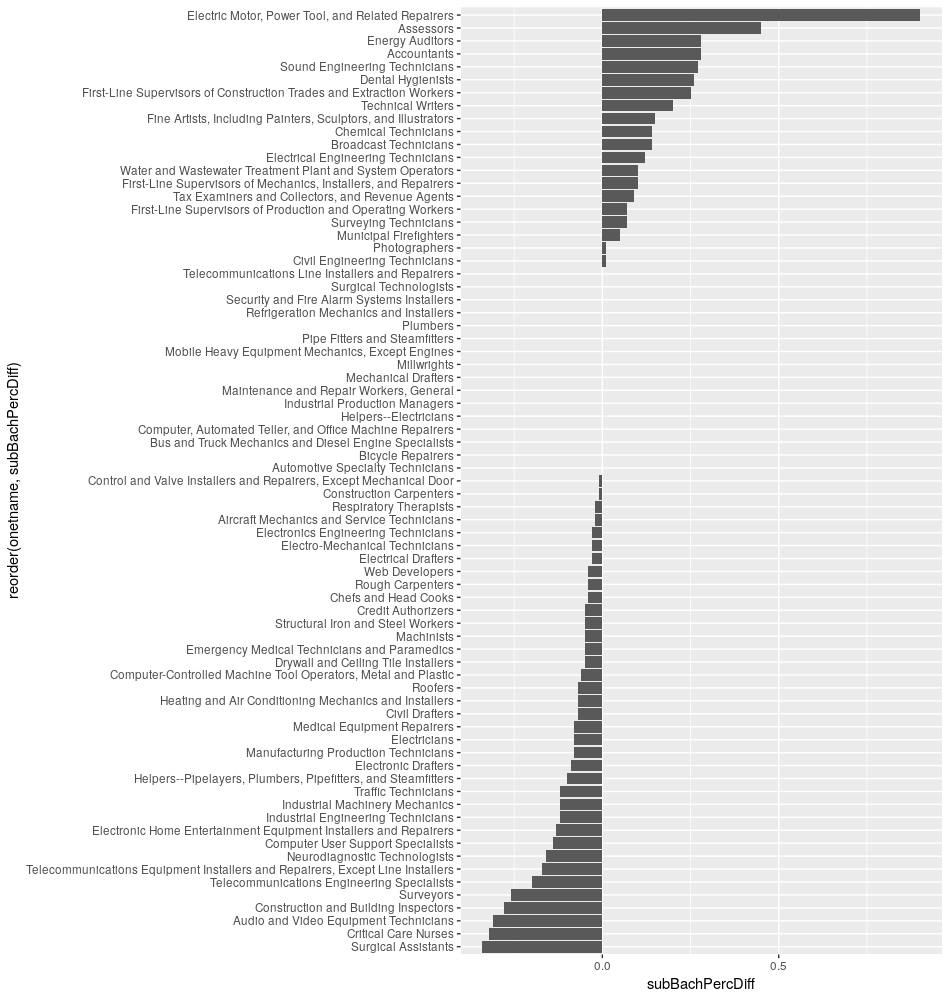 Electric Motor, Power Tool, and Related Repairers
Assessors
Energy Auditors
Accountants
Sound Engineering Technicians
Dental Hygienists
First-Line Supervisors of Construction Trades and Extraction Workers
Technical Writers
Fine Artists, Including Painters, Sculptors, and Illustrators
Chemical Technicians
Broadcast Technicians
Electrical Engineering Technicians
Water and Wastewater Treatment Plant and System Operators
First-Line Supervisors of Mechanics, Installers, and Repairers
Tax Examiners and Collectors, and Revenue Agents
First-Line Supervisors of Production and Operating Workers
Surveying Technicians
Municipal Firefighters
Photographers
Civil Engineering Technicians
Telecommunications Line Installers and Repairers
Surgical Technologists
Security and Fire Alarm Systems Installers
Refrigeration Mechanics and Installers
Plumbers
Pipe Fitters and Steamfitters
Mobile Heavy Equipment Mechanics, Except Engines
Millwrights
Mechanical Drafters
Maintenance and Repair Workers, General
Industrial Production Managers
Helpers--Electricians
Computer, Automated Teller, and Office Machine Repairers
Bus and Truck Mechanics and Diesel Engine Specialists
Bicycle Repairers
Automotive Specialty Technicians
Control and Valve Installers and Repairers, Except Mechanical Door
Construction Carpenters
Respiratory Therapists
Aircraft Mechanics and Service Technicians
Electronics Engineering Technicians
Electro-Mechanical Technicians
Electrical Drafters
Web Developers
Rough Carpenters
Chefs and Head Cooks
Credit Authorizers
Structural Iron and Steel Workers
Machinists
Emergency Medical Technicians and Paramedics
Drywall and Ceiling Tile Installers
Computer-Controlled Machine Tool Operators, Metal and Plastic
Roofers
Heating and Air Conditioning Mechanics and Installers
Civil Drafters
Medical Equipment Repairers
Electricians
Manufacturing Production Technicians
Electronic Drafters
Helpers--Pipelayers, Plumbers, Pipefitters, and Steamfitters
Traffic Technicians
Industrial Machinery Mechanics
Industrial Engineering Technicians
Electronic Home Entertainment Equipment Installers and Repairers
Computer User Support Specialists
Neurodiagnostic Technologists
Telecommunications Equipment Installers and Repairers, Except Line Installers
Telecommunications Engineering Specialists
Surveyors
Construction and Building Inspectors
Audio and Video Equipment Technicians
Critical Care Nurses
Surgical Assistants
reorder(onetname, subBachPercDiff)
0.0
0.5
subBachPercDiff